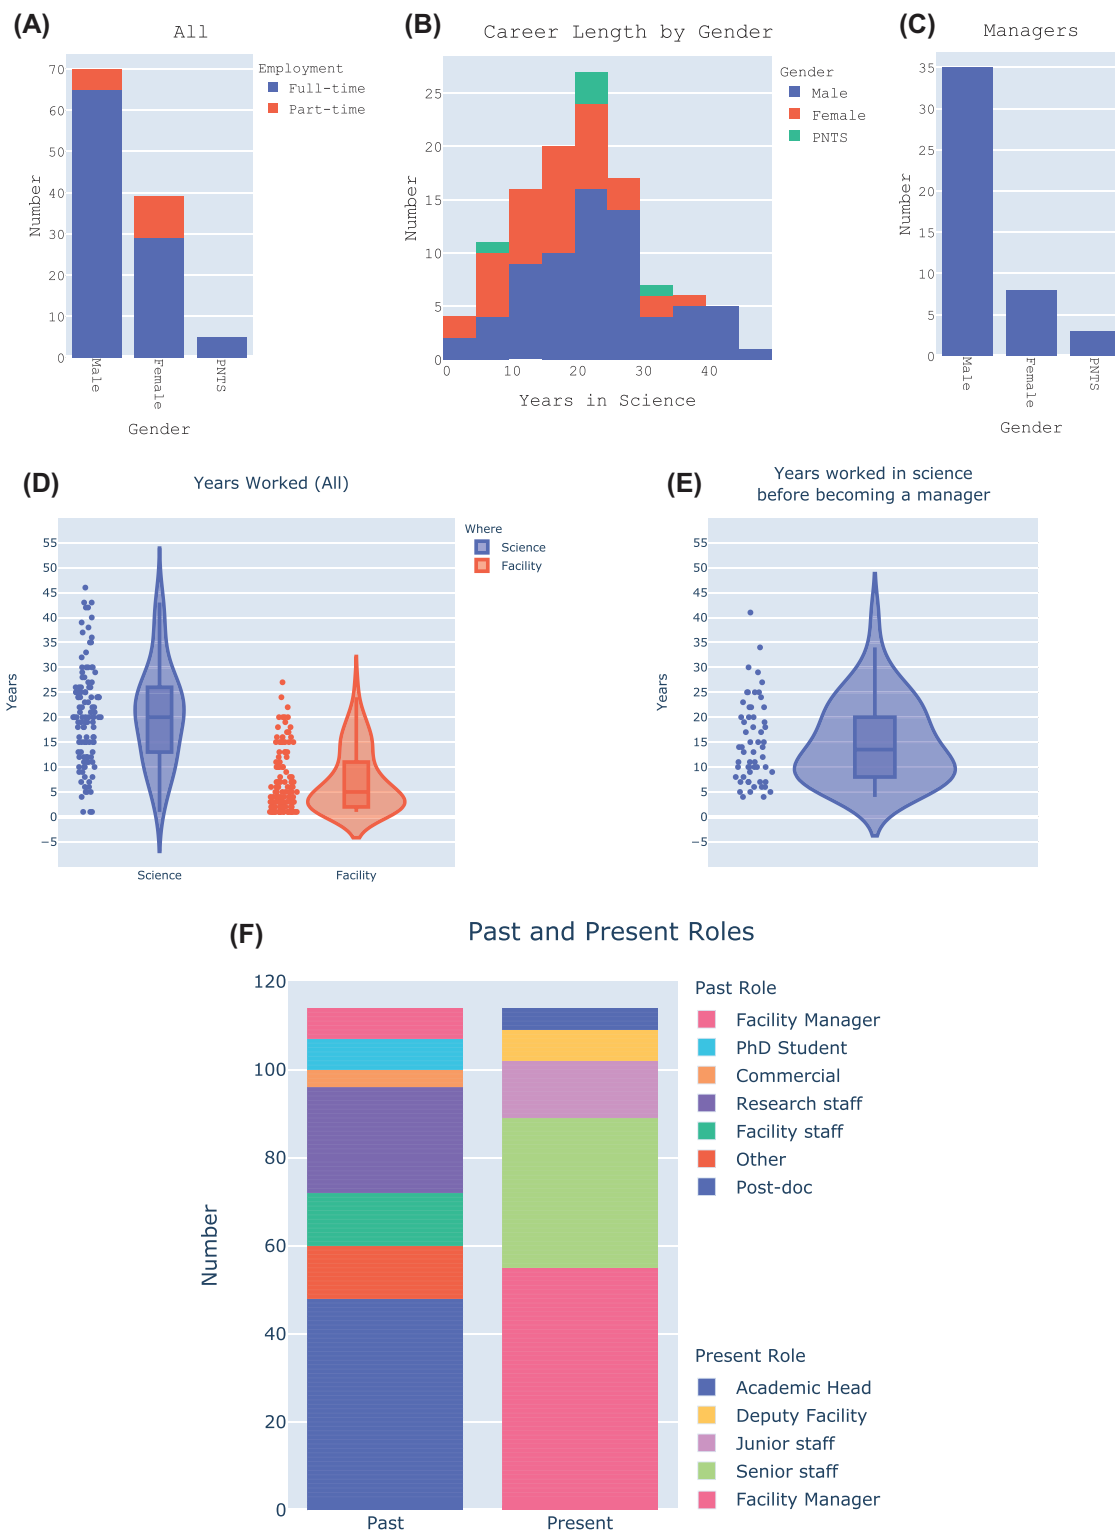 (A)
All
70
60
50
40
30
20
10
0
Number
Male
Female
PNTS
Gender
Employment
Full-time
Part-time
(B)
Career Length by Gender
25
20
15
10
5
0
Number
0 10 20 30 40
Years in Science
Gender
Male
Female
PNTS
(C)
Managers
35
30
25
20
15
10
5
0
Number
Male
Female
PNTS
Gender
(D)
Years Worked (All)
55
50
45
40
35
30
25
20
15
10
5
0
−5
Years
Science
Facility
Where
Science
Facility
(E)
Years worked in science
before becoming a manager
55
50
45
40
35
30
25
20
15
10
5
0
−5
Years
(F)
Past and Present Roles
120
100
80
60
40
20
0
Number
Past
Present
Past Role
Facility Manager
PhD Student
Commercial
Research staff
Facility staff
Other
Post-doc
Present Role
Academic Head
Deputy Facility
Junior staff
Senior staff
Facility Manager